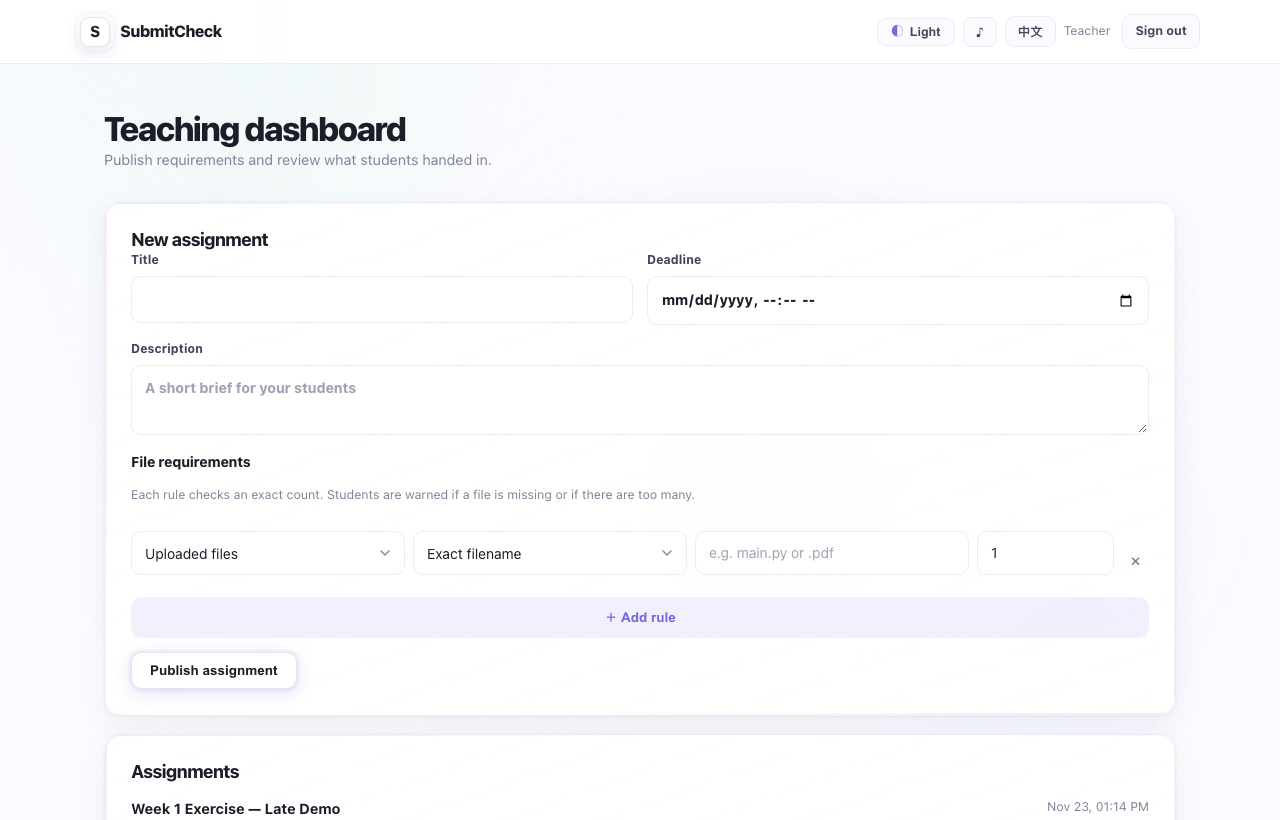 S SubmitCheck Light ♪ 中文 Teacher Sign out
Teaching dashboard
Publish requirements and review what students handed in.
New assignment
Title Deadline
mm/dd/yyyy, --:-- --
Description
A short brief for your students
File requirements
Each rule checks an exact count. Students are warned if a file is missing or if there are too many.
Uploaded files Exact filename e.g. main.py or .pdf 1 ×
+ Add rule
Publish assignment
Assignments
Week 1 Exercise — Late Demo Nov 23, 01:14 PM